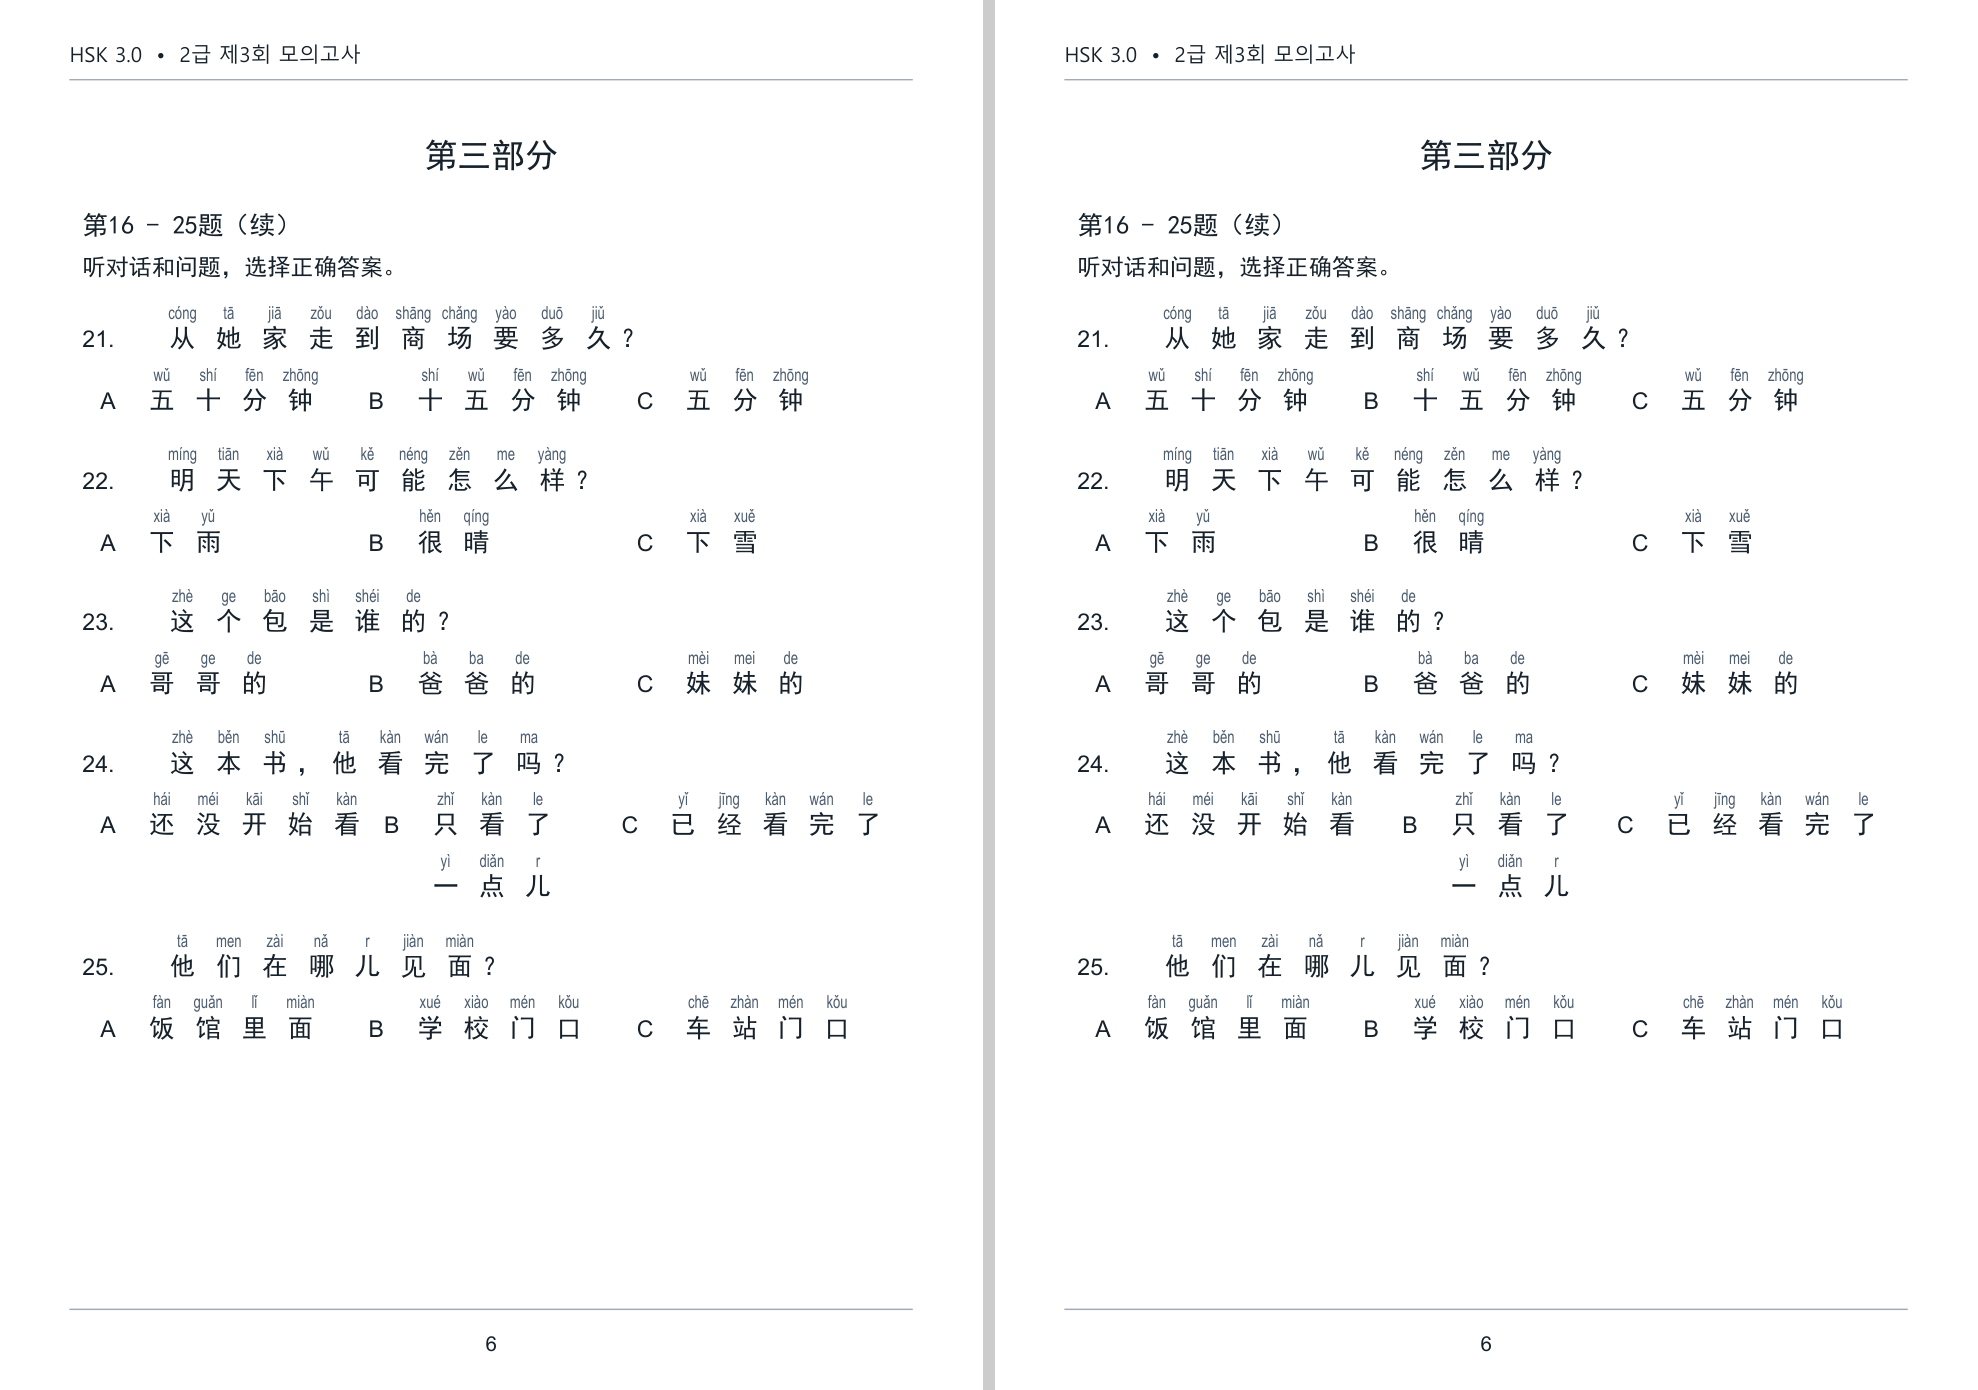 HSK 3.0 • 2급 제3회 모의고사
第三部分
第16 - 25题（续）
听对话和问题，选择正确答案。
cóng tā jiā zǒu dào shāng chǎng yào duō jiǔ
21. 从她家走到商场要多久？
wǔ shí fēn zhōng shí wǔ fēn zhōng wǔ fēn zhōng
A 五十分钟 B 十五分钟 C 五分钟
míng tiān xià wǔ kě néng zěn me yàng
22. 明天下午可能怎么样？
xià yǔ hěn qíng xià xuě
A 下雨 B 很晴 C 下雪
zhè ge bāo shì shéi de
23. 这个包是谁的？
gē ge de bà ba de mèi mei de
A 哥哥的 B 爸爸的 C 妹妹的
zhè běn shū tā kàn wán le ma
24. 这本书，他看完了吗？
hái méi kāi shǐ kàn zhǐ kàn le yǐ jīng kàn wán le
A 还没开始看 B 只看了 C 已经看完了
yì diǎn r
一点儿
tā men zài nǎ r jiàn miàn
25. 他们在哪儿见面？
fàn guǎn lǐ miàn xué xiào mén kǒu chē zhàn mén kǒu
A 饭馆里面 B 学校门口 C 车站门口
6
HSK 3.0 • 2급 제3회 모의고사
第三部分
第16 - 25题（续）
听对话和问题，选择正确答案。
cóng tā jiā zǒu dào shāng chǎng yào duō jiǔ
21. 从她家走到商场要多久？
wǔ shí fēn zhōng shí wǔ fēn zhōng wǔ fēn zhōng
A 五十分钟 B 十五分钟 C 五分钟
míng tiān xià wǔ kě néng zěn me yàng
22. 明天下午可能怎么样？
xià yǔ hěn qíng xià xuě
A 下雨 B 很晴 C 下雪
zhè ge bāo shì shéi de
23. 这个包是谁的？
gē ge de bà ba de mèi mei de
A 哥哥的 B 爸爸的 C 妹妹的
zhè běn shū tā kàn wán le ma
24. 这本书，他看完了吗？
hái méi kāi shǐ kàn zhǐ kàn le yǐ jīng kàn wán le
A 还没开始看 B 只看了 C 已经看完了
yì diǎn r
一点儿
tā men zài nǎ r jiàn miàn
25. 他们在哪儿见面？
fàn guǎn lǐ miàn xué xiào mén kǒu chē zhàn mén kǒu
A 饭馆里面 B 学校门口 C 车站门口
6